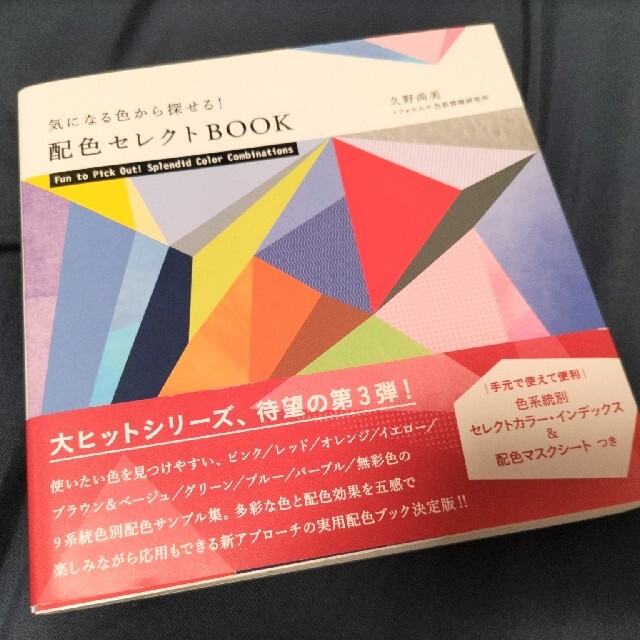 気になる色から探せる!
配色セレクトBOOK
Fun to Pick Out! Splendid Color Combinations
久野尚美
+フォルムス色彩情報研究所
大ヒットシリーズ、待望の第3弾!
使いたい色を見つけやすい、ピンク/レッド/オレンジ/イエロー/
ブラウン&ベージュ/グリーン/ブルー/パープル/無彩色の
9系統色別配色サンプル集。多彩な色と配色効果を五感で
楽しみながら応用もできる新アプローチの実用配色ブック決定版!!
手元で使えて便利
色系統別
セレクトカラー・インデックス
&
配色マスクシート つき